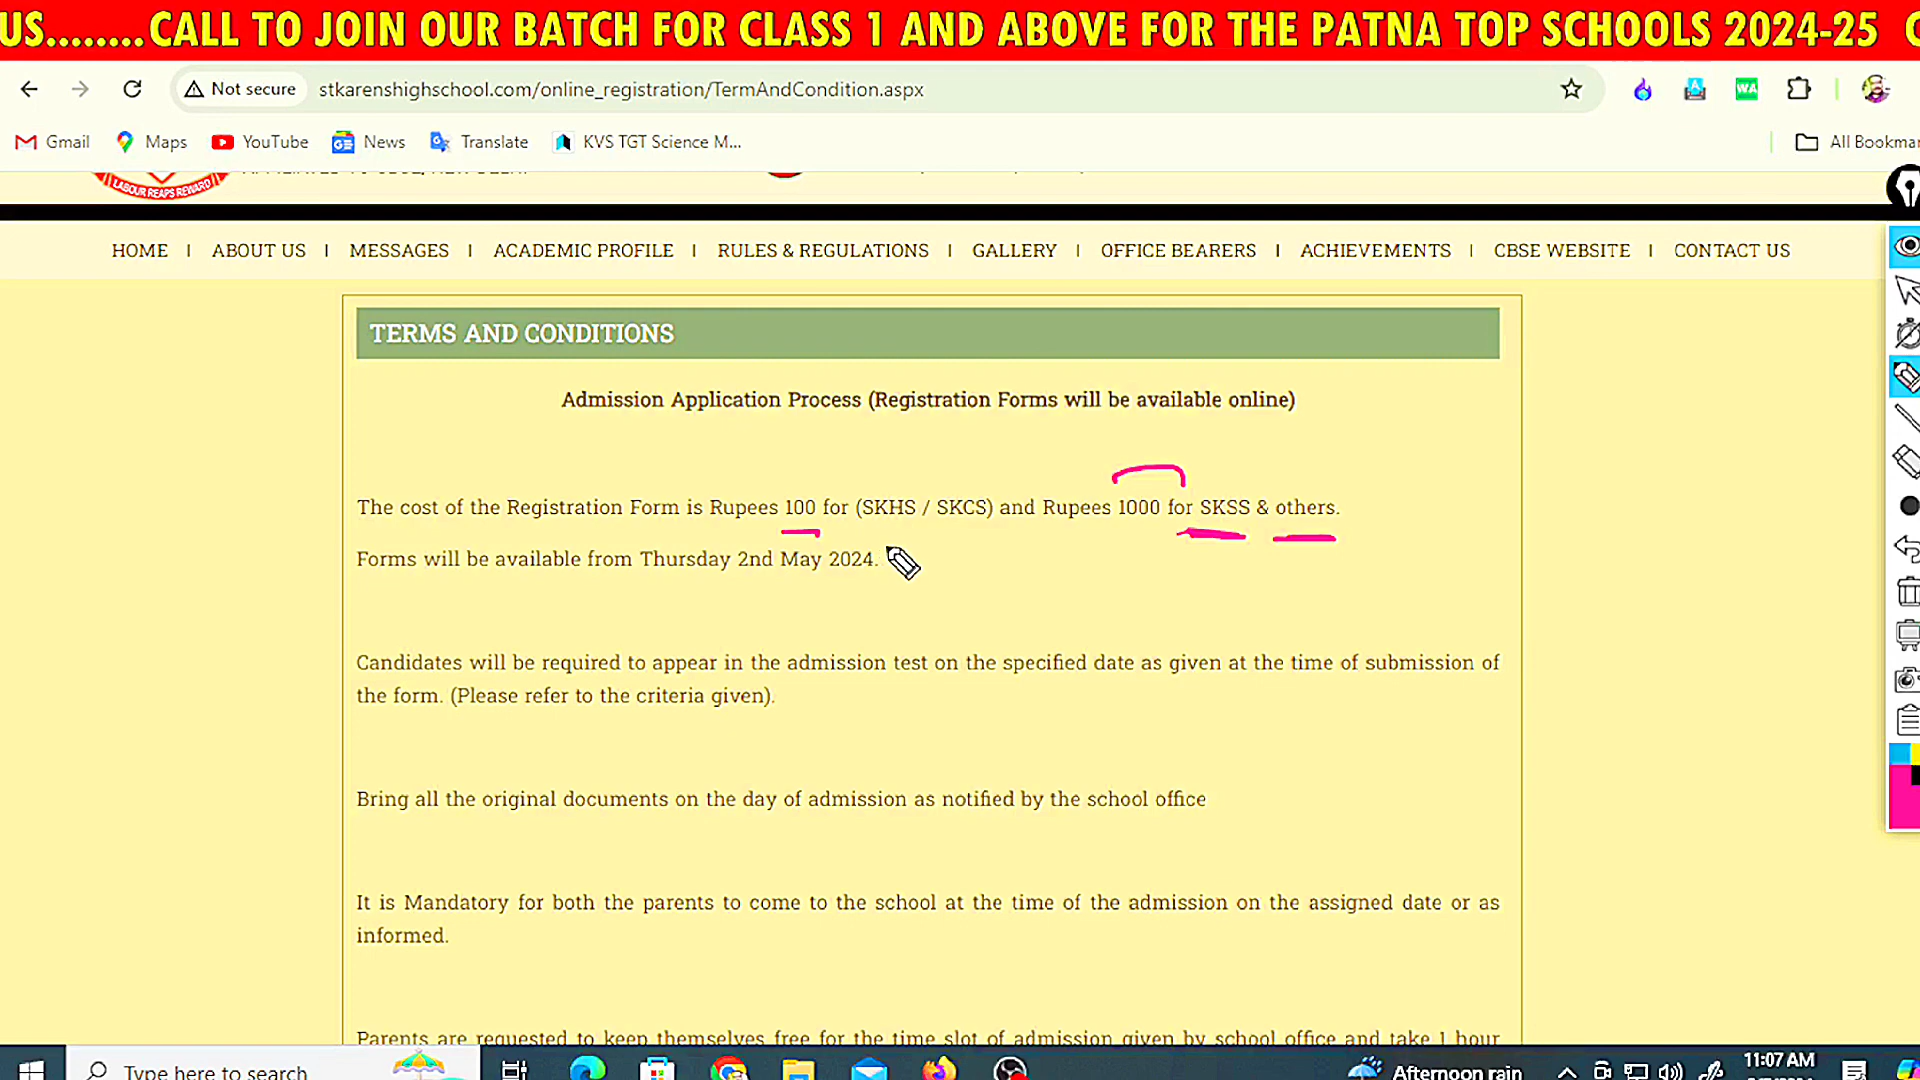 US........CALL TO JOIN OUR BATCH FOR CLASS 1 AND ABOVE FOR THE PATNA TOP SCHOOLS 2024-25
Not secure stkarenshighschool.com/online_registration/TermAndCondition.aspx
Gmail Maps YouTube News Translate KVS TGT Science M... All Bookmar
LABOUR REAPS REWARD
HOME | ABOUT US | MESSAGES | ACADEMIC PROFILE | RULES & REGULATIONS | GALLERY | OFFICE BEARERS | ACHIEVEMENTS | CBSE WEBSITE | CONTACT US
TERMS AND CONDITIONS
Admission Application Process (Registration Forms will be available online)
The cost of the Registration Form is Rupees 100 for (SKHS / SKCS) and Rupees 1000 for SKSS & others.
Forms will be available from Thursday 2nd May 2024.
Candidates will be required to appear in the admission test on the specified date as given at the time of submission of
the form. (Please refer to the criteria given).
Bring all the original documents on the day of admission as notified by the school office
It is Mandatory for both the parents to come to the school at the time of the admission on the assigned date or as
informed.
Parents are requested to keep themselves free for the time slot of admission given by school office and take 1 hour
Type here to search Afternoon rain 11:07 AM